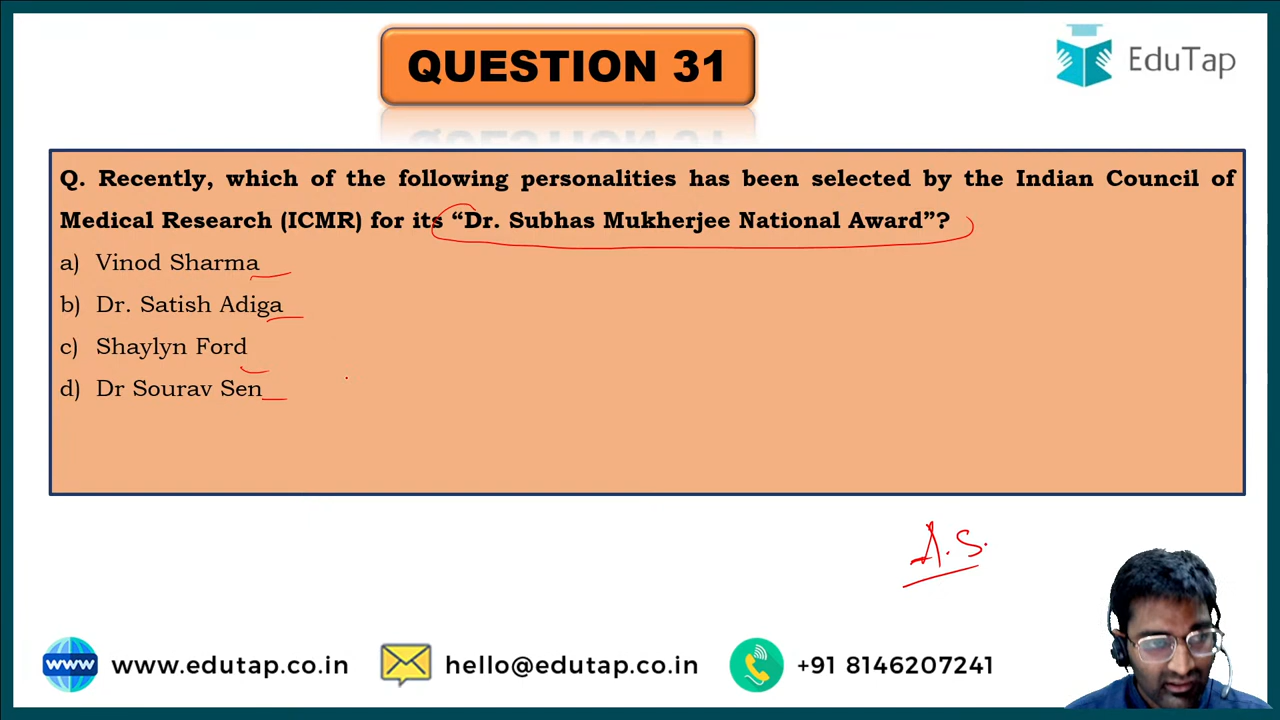 QUESTION 31
EduTap
Q. Recently, which of the following personalities has been selected by the Indian Council of
Medical Research (ICMR) for its “Dr. Subhas Mukherjee National Award”?
a) Vinod Sharma
b) Dr. Satish Adiga
c) Shaylyn Ford
d) Dr Sourav Sen
A.S.
www www.edutap.co.in hello@edutap.co.in +91 8146207241